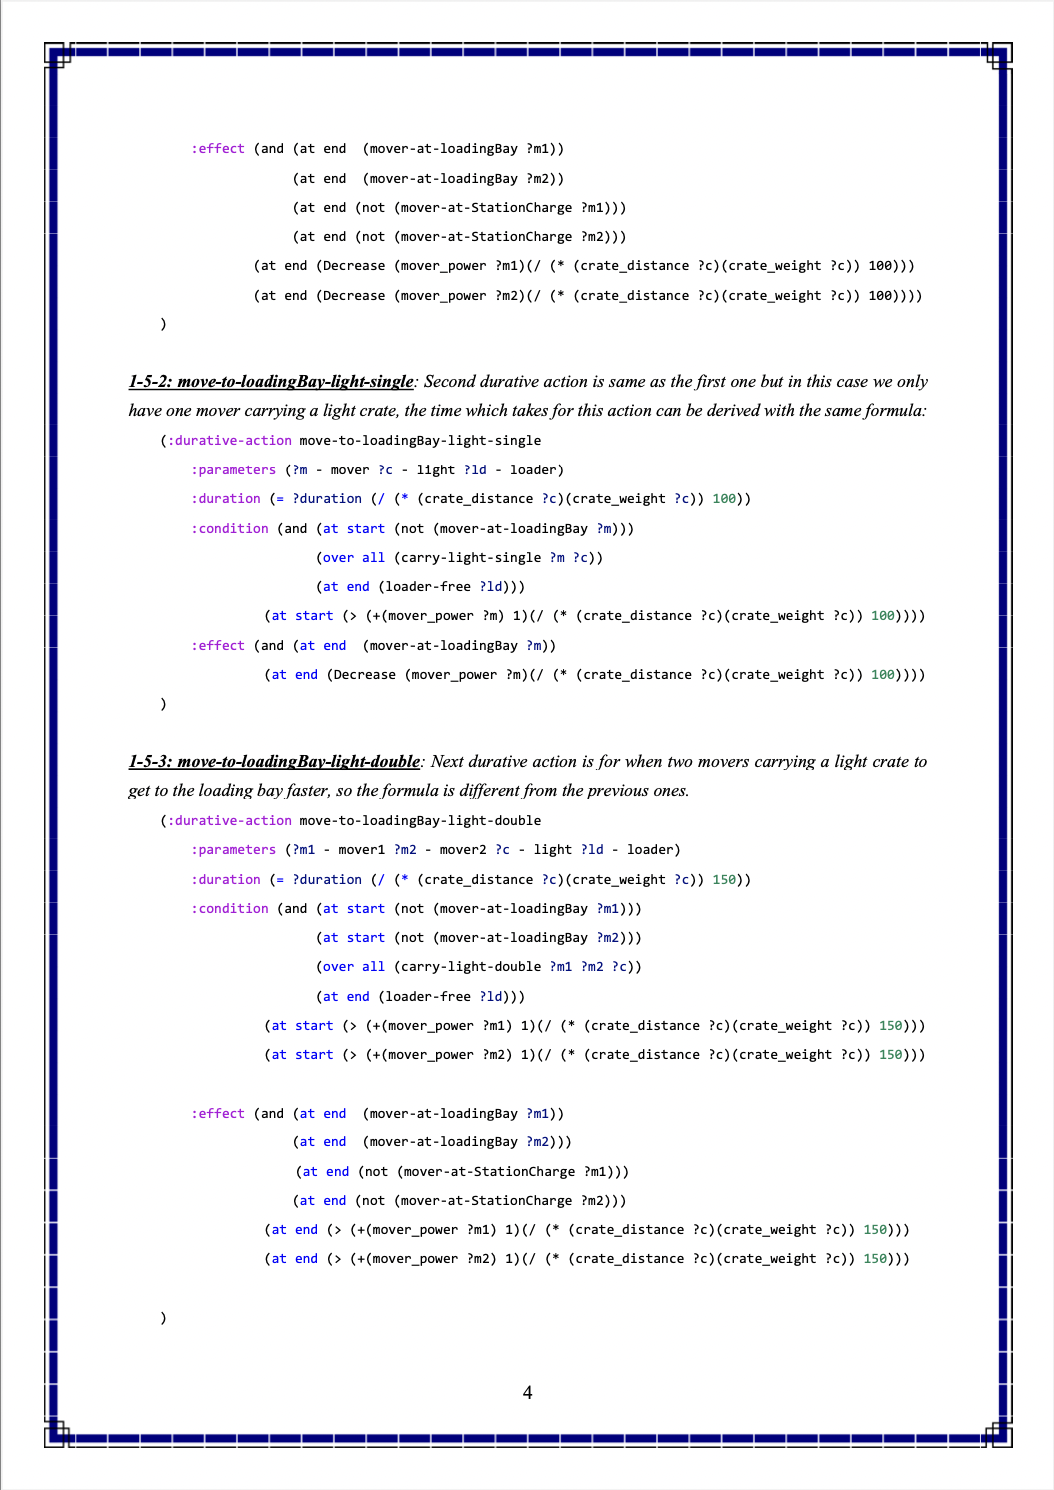 :effect (and (at end  (mover-at-loadingBay ?m1))
(at end  (mover-at-loadingBay ?m2))
(at end (not (mover-at-StationCharge ?m1)))
(at end (not (mover-at-StationCharge ?m2)))
(at end (Decrease (mover_power ?m1)(/ (* (crate_distance ?c)(crate_weight ?c)) 100)))
(at end (Decrease (mover_power ?m2)(/ (* (crate_distance ?c)(crate_weight ?c)) 100))))
)
1-5-2: move-to-loadingBay-light-single: Second durative action is same as the first one but in this case we only
have one mover carrying a light crate, the time which takes for this action can be derived with the same formula:
(:durative-action move-to-loadingBay-light-single
:parameters (?m - mover ?c - light ?ld - loader)
:duration (= ?duration (/ (* (crate_distance ?c)(crate_weight ?c)) 100))
:condition (and (at start (not (mover-at-loadingBay ?m)))
(over all (carry-light-single ?m ?c))
(at end (loader-free ?ld)))
(at start (> (+(mover_power ?m) 1)(/ (* (crate_distance ?c)(crate_weight ?c)) 100))))
:effect (and (at end  (mover-at-loadingBay ?m))
(at end (Decrease (mover_power ?m)(/ (* (crate_distance ?c)(crate_weight ?c)) 100))))
)
1-5-3: move-to-loadingBay-light-double: Next durative action is for when two movers carrying a light crate to
get to the loading bay faster, so the formula is different from the previous ones.
(:durative-action move-to-loadingBay-light-double
:parameters (?m1 - mover1 ?m2 - mover2 ?c - light ?ld - loader)
:duration (= ?duration (/ (* (crate_distance ?c)(crate_weight ?c)) 150))
:condition (and (at start (not (mover-at-loadingBay ?m1)))
(at start (not (mover-at-loadingBay ?m2)))
(over all (carry-light-double ?m1 ?m2 ?c))
(at end (loader-free ?ld)))
(at start (> (+(mover_power ?m1) 1)(/ (* (crate_distance ?c)(crate_weight ?c)) 150)))
(at start (> (+(mover_power ?m2) 1)(/ (* (crate_distance ?c)(crate_weight ?c)) 150)))
:effect (and (at end  (mover-at-loadingBay ?m1))
(at end  (mover-at-loadingBay ?m2)))
(at end (not (mover-at-StationCharge ?m1)))
(at end (not (mover-at-StationCharge ?m2)))
(at end (> (+(mover_power ?m1) 1)(/ (* (crate_distance ?c)(crate_weight ?c)) 150)))
(at end (> (+(mover_power ?m2) 1)(/ (* (crate_distance ?c)(crate_weight ?c)) 150)))
)
4